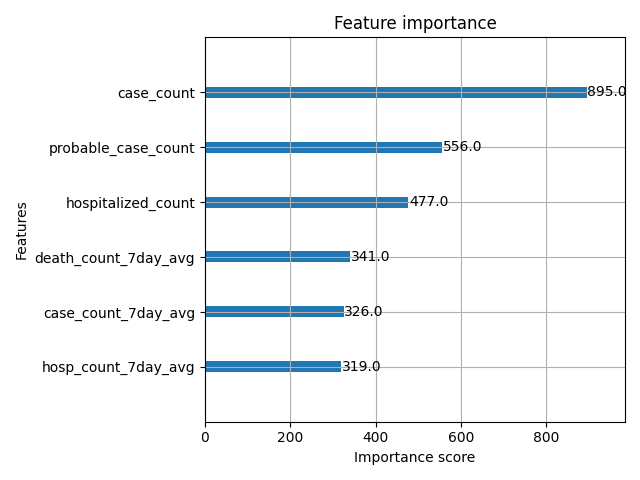 Feature importance
case_count
895.0
probable_case_count
556.0
hospitalized_count
477.0
death_count_7day_avg
341.0
case_count_7day_avg
326.0
hosp_count_7day_avg
319.0
Features
0 200 400 600 800
Importance score